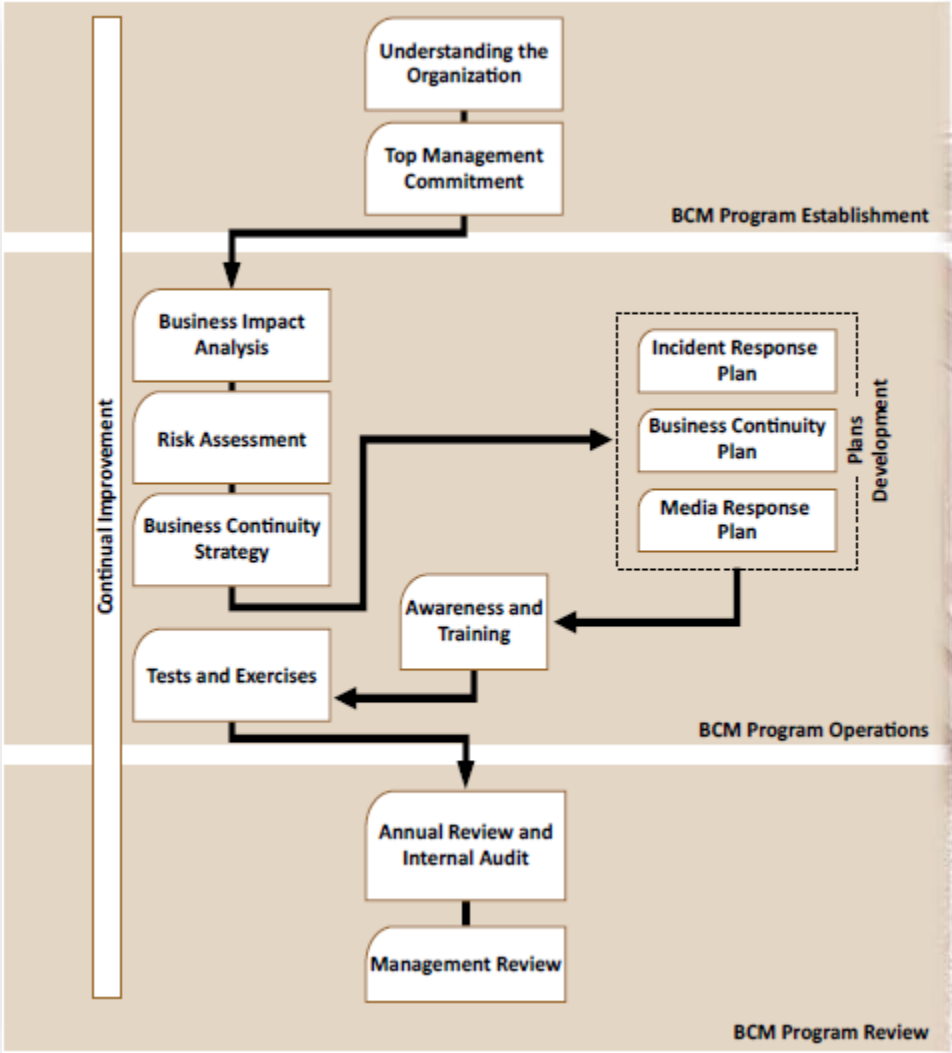 Understanding the
Organization
Top Management
Commitment
BCM Program Establishment
Continual Improvement
Business Impact
Analysis
Risk Assessment
Business Continuity
Strategy
Incident Response
Plan
Business Continuity
Plan
Media Response
Plan
Plans
Development
Awareness and
Training
Tests and Exercises
BCM Program Operations
Annual Review and
Internal Audit
Management Review
BCM Program Review